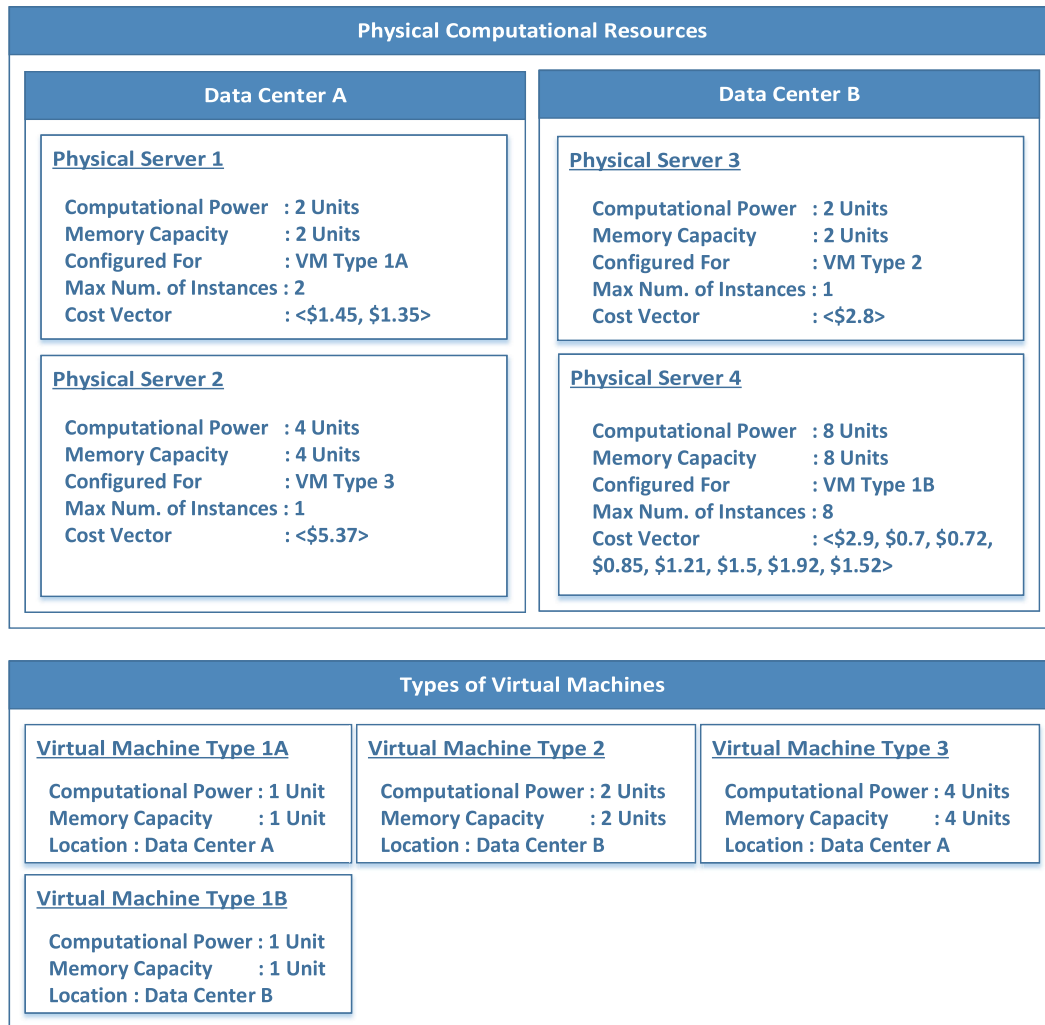 Physical Computational Resources
Data Center A
Physical Server 1
Computational Power : 2 Units
Memory Capacity : 2 Units
Configured For : VM Type 1A
Max Num. of Instances : 2
Cost Vector : <$1.45, $1.35>
Physical Server 2
Computational Power : 4 Units
Memory Capacity : 4 Units
Configured For : VM Type 3
Max Num. of Instances : 1
Cost Vector : <$5.37>
Data Center B
Physical Server 3
Computational Power : 2 Units
Memory Capacity : 2 Units
Configured For : VM Type 2
Max Num. of Instances : 1
Cost Vector : <$2.8>
Physical Server 4
Computational Power : 8 Units
Memory Capacity : 8 Units
Configured For : VM Type 1B
Max Num. of Instances : 8
Cost Vector : <$2.9, $0.7, $0.72,
$0.85, $1.21, $1.5, $1.92, $1.52>
Types of Virtual Machines
Virtual Machine Type 1A
Computational Power : 1 Unit
Memory Capacity : 1 Unit
Location : Data Center A
Virtual Machine Type 2
Computational Power : 2 Units
Memory Capacity : 2 Units
Location : Data Center B
Virtual Machine Type 3
Computational Power : 4 Units
Memory Capacity : 4 Units
Location : Data Center A
Virtual Machine Type 1B
Computational Power : 1 Unit
Memory Capacity : 1 Unit
Location : Data Center B